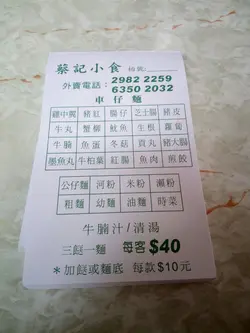 蔡記小食 檯號:______
外賣電話: 2982 2259
6350 2032
車仔麵
雞中翼 豬紅 腸仔 芝士腸 豬皮
牛丸 蟹柳 魷魚 生根 蘿蔔
牛腩 魚蛋 冬菇 貢丸 豬大腸
墨魚丸 牛柏葉 紅腸 魚肉 煎餃
公仔麵 河粉 米粉 瀨粉
粗麵 幼麵 油麵 時菜
牛腩汁/清湯
三餸一麵 每客$40
*加餸或麵底 每款$10元